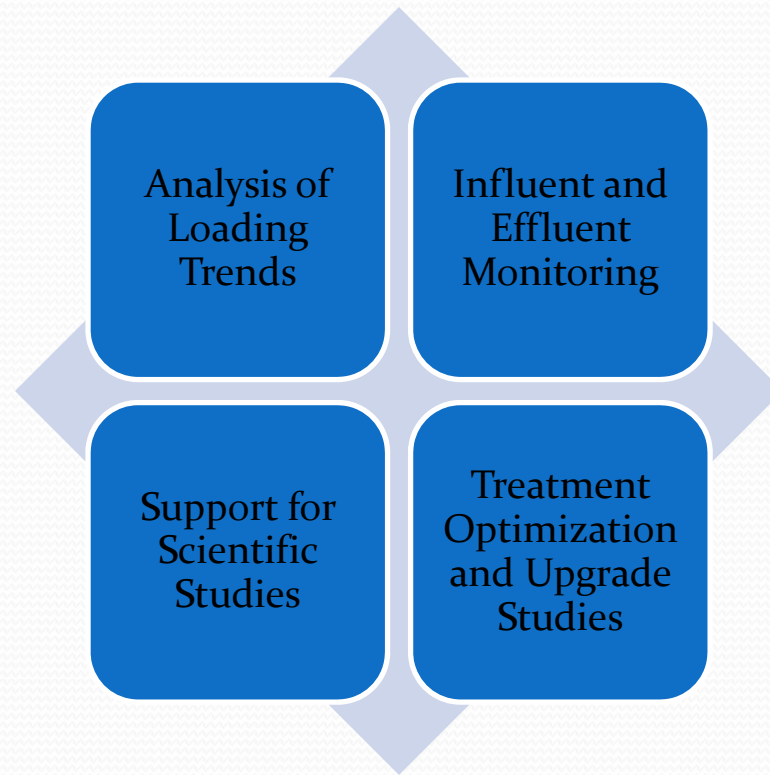 Analysis of
Loading
Trends
Influent and
Effluent
Monitoring
Support for
Scientific
Studies
Treatment
Optimization
and Upgrade
Studies